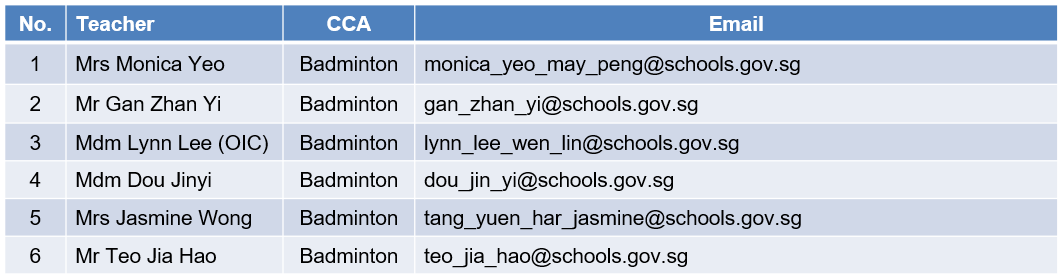 No. Teacher CCA Email
1 Mrs Monica Yeo Badminton monica_yeo_may_peng@schools.gov.sg
2 Mr Gan Zhan Yi Badminton gan_zhan_yi@schools.gov.sg
3 Mdm Lynn Lee (OIC) Badminton lynn_lee_wen_lin@schools.gov.sg
4 Mdm Dou Jinyi Badminton dou_jin_yi@schools.gov.sg
5 Mrs Jasmine Wong Badminton tang_yuen_har_jasmine@schools.gov.sg
6 Mr Teo Jia Hao Badminton teo_jia_hao@schools.gov.sg